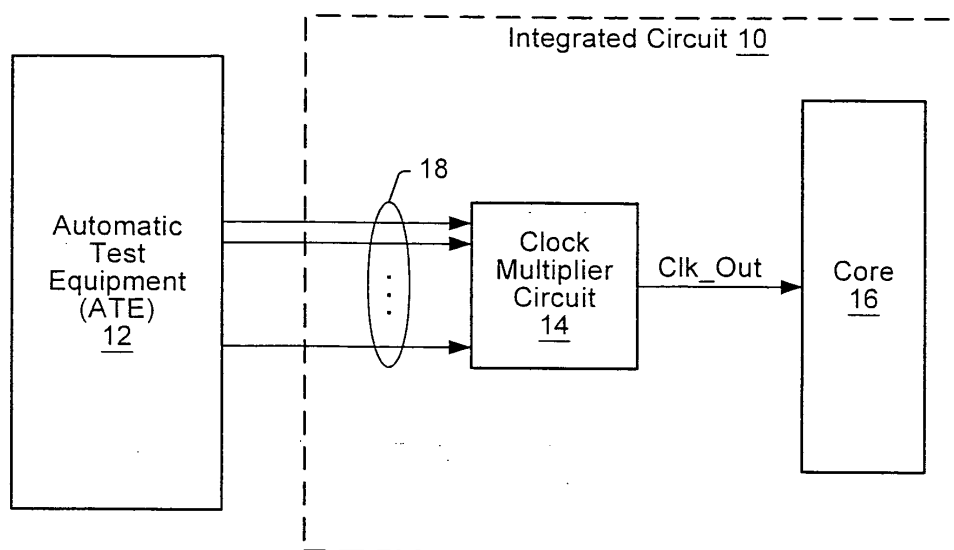 Integrated Circuit 10
18
Automatic
Test
Equipment
(ATE)
12
Clock
Multiplier
Circuit
14
Clk_Out
Core
16